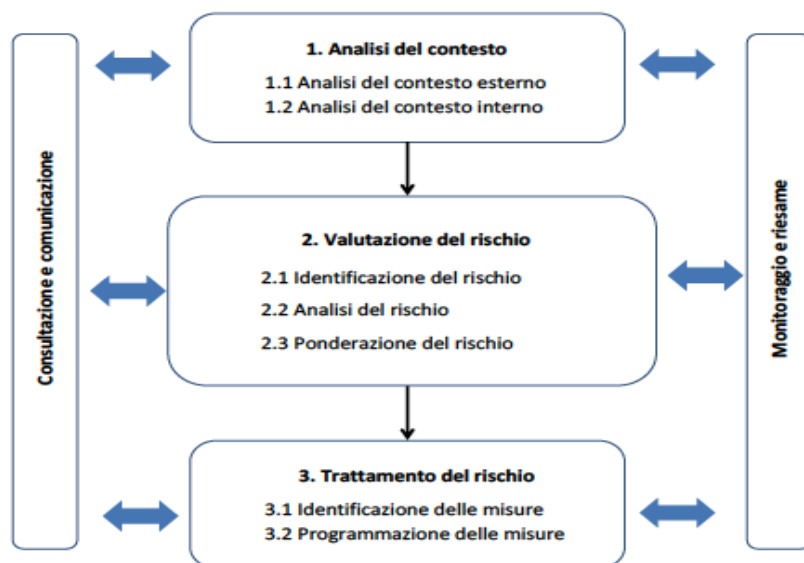 Consultazione e comunicazione
1. Analisi del contesto
1.1 Analisi del contesto esterno
1.2 Analisi del contesto interno
2. Valutazione del rischio
2.1 Identificazione del rischio
2.2 Analisi del rischio
2.3 Ponderazione del rischio
3. Trattamento del rischio
3.1 Identificazione delle misure
3.2 Programmazione delle misure
Monitoraggio e riesame